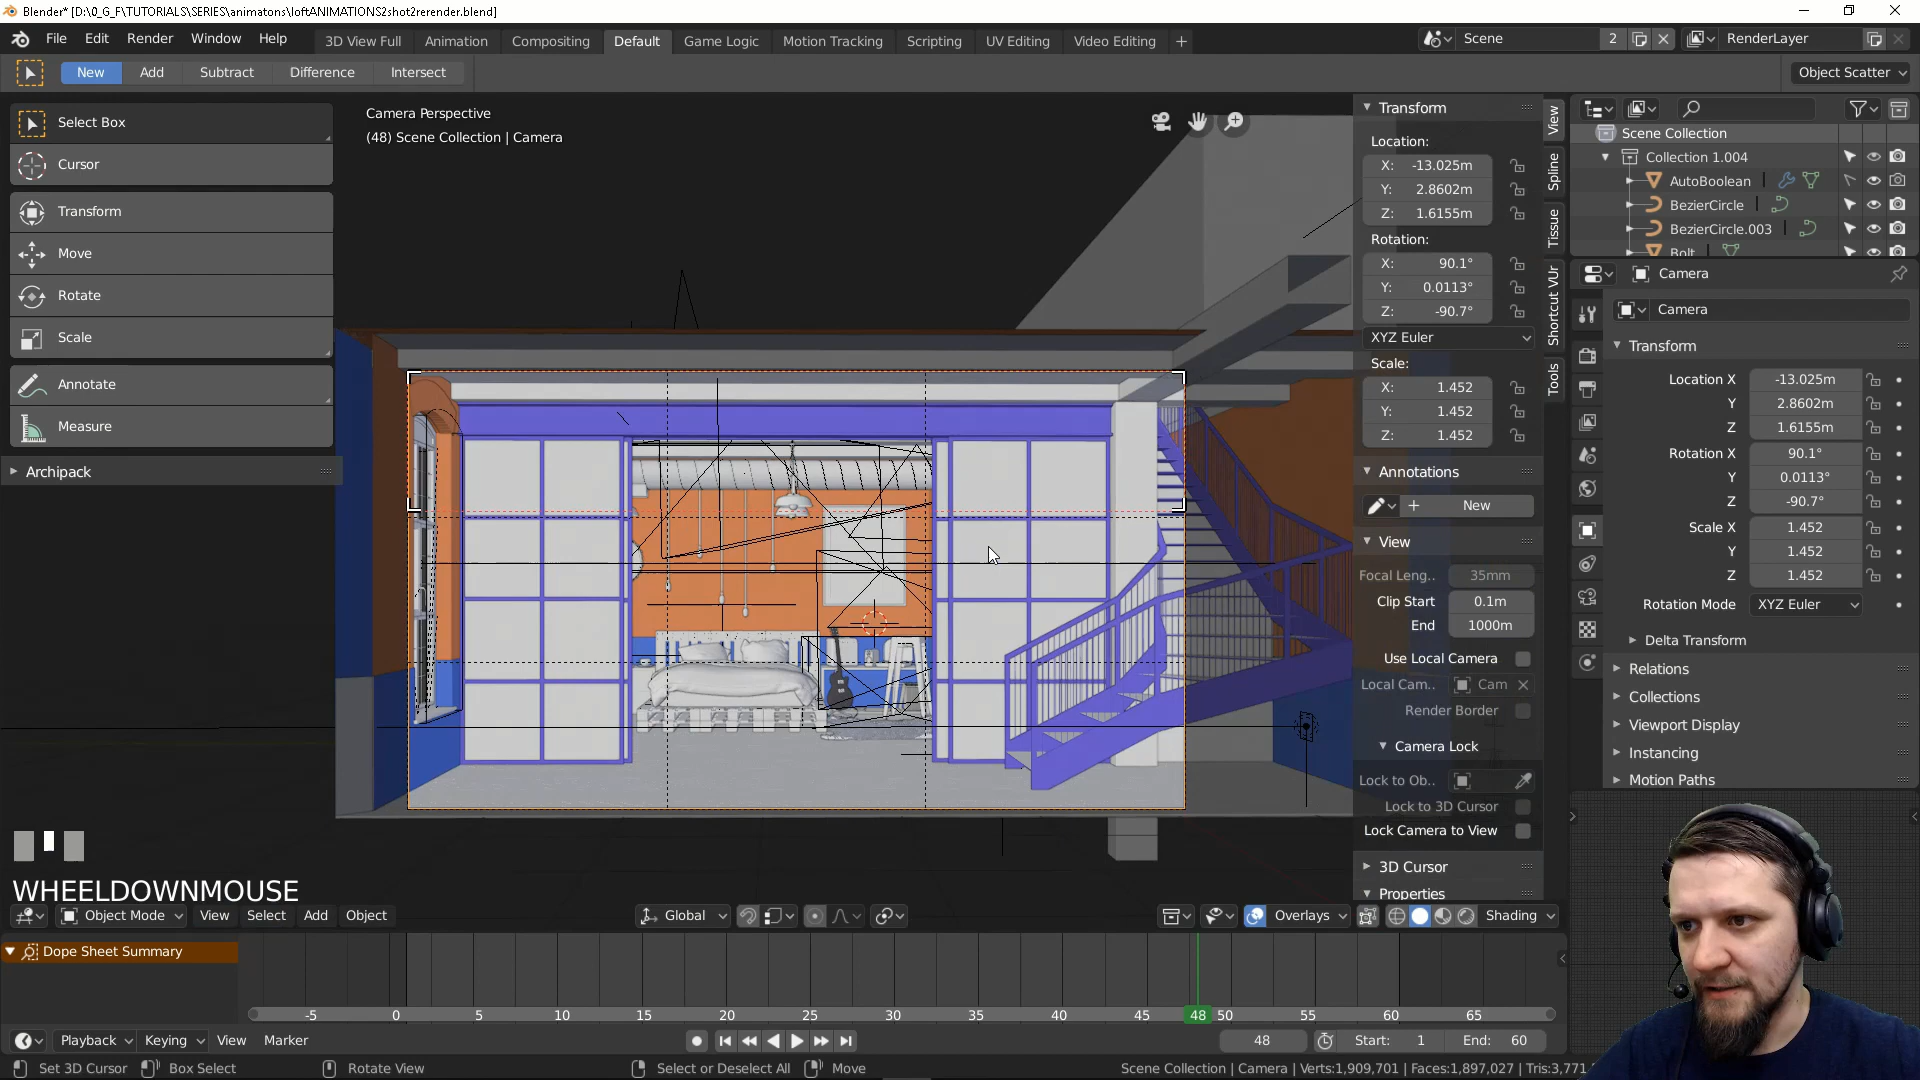 Blender* [D:\0_G_F\TUTORIALS\SERIES\animatons\loftANIMATIONS2shot2rerender.blend]
File Edit Render Window Help 3D View Full Animation Compositing Default Game Logic Motion Tracking Scripting UV Editing Video Editing + Scene 2 RenderLayer
New Add Subtract Difference Intersect Object Scatter
Select Box
Cursor
Transform
Move
Rotate
Scale
Annotate
Measure
Archipack
Camera Perspective
(48) Scene Collection | Camera
Transform
Location:
X: -13.025m
Y: 2.8602m
Z: 1.6155m
Rotation:
X: 90.1°
Y: 0.0113°
Z: -90.7°
XYZ Euler
Scale:
X: 1.452
Y: 1.452
Z: 1.452
Annotations
+ New
View
Focal Leng.. 35mm
Clip Start 0.1m
End 1000m
Use Local Camera
Local Cam.. Cam
Render Border
Camera Lock
Lock to Ob..
Lock to 3D Cursor
Lock Camera to View
3D Cursor
Properties
View
Spline
Tissue
Shortcut VUr
Tools
Scene Collection
Collection 1.004
AutoBoolean
BezierCircle
BezierCircle.003
Bolt
Camera
Camera
Transform
Location X -13.025m
Y 2.8602m
Z 1.6155m
Rotation X 90.1°
Y 0.0113°
Z -90.7°
Scale X 1.452
Y 1.452
Z 1.452
Rotation Mode XYZ Euler
Delta Transform
Relations
Collections
Viewport Display
Instancing
Motion Paths
WHEELDOWNMOUSE
Object Mode View Select Add Object Global Overlays Shading
Dope Sheet Summary
-5 0 5 10 15 20 25 30 35 40 45 48 50 55 60 65
Playback Keying View Marker 48 Start: 1 End: 60
Set 3D Cursor Box Select Rotate View Select or Deselect All Move Scene Collection | Camera | Verts:1,909,701 | Faces:1,897,027 | Tris:3,771,